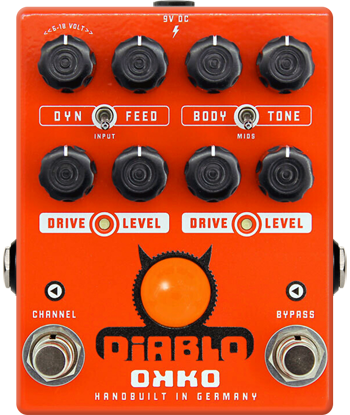 9V DC
<<6-18 VOLT>>
DYN FEED BODY TONE
INPUT MIDS
DRIVE LEVEL DRIVE LEVEL
CHANNEL BYPASS
DIABLO
OKKO
HANDBUILT IN GERMANY